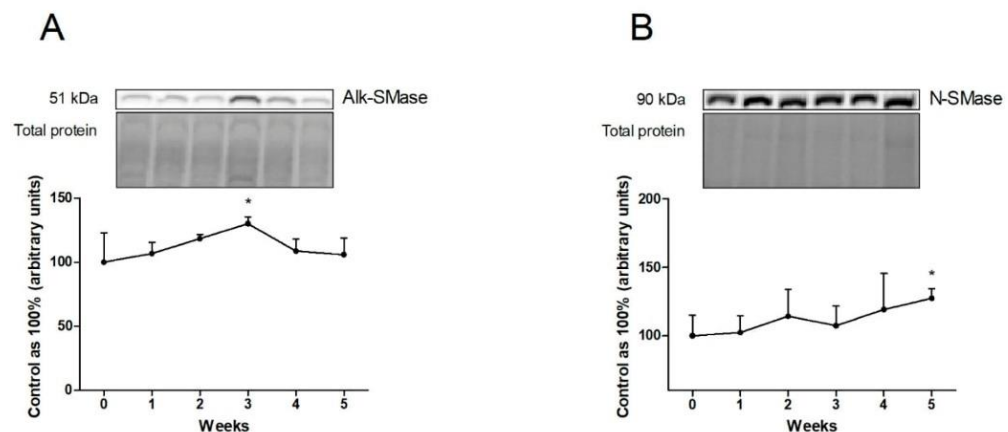 A
51 kDa
Alk-SMase
Total protein
Control as 100% (arbitrary units)
150
*
100
50
0
0 1 2 3 4 5
Weeks
B
90 kDa
N-SMase
Total protein
Control as 100% (arbitrary units)
200
150
*
100
0 1 2 3 4 5
Weeks